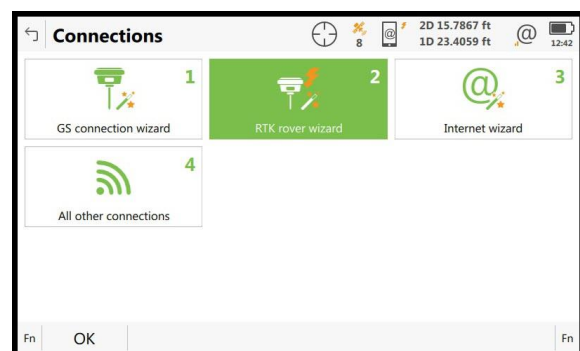 Connections
8
@
2D 15.7867 ft
1D 23.4059 ft
@
12:42
1
GS connection wizard
2
RTK rover wizard
@
3
Internet wizard
4
All other connections
Fn
OK
Fn